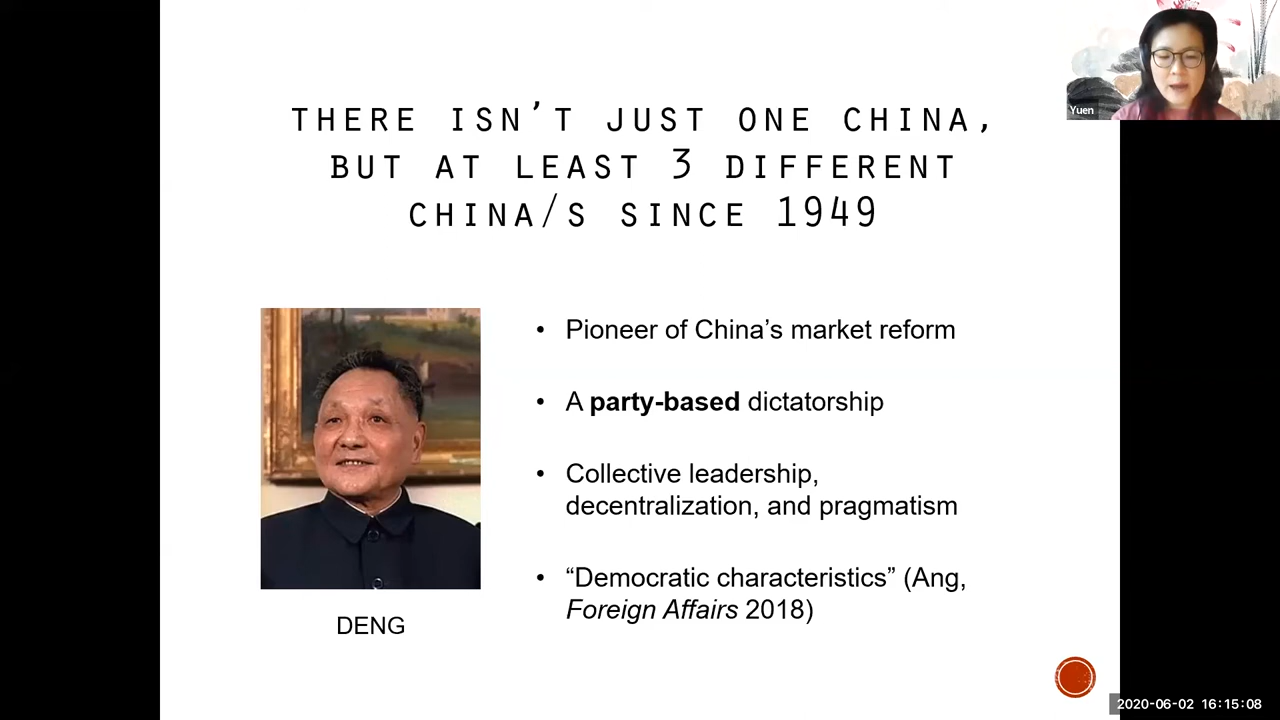 Yuen
THERE ISN’T JUST ONE CHINA,
BUT AT LEAST 3 DIFFERENT
CHINA/S SINCE 1949
• Pioneer of China’s market reform
• A party-based dictatorship
• Collective leadership,
decentralization, and pragmatism
• “Democratic characteristics” (Ang,
Foreign Affairs 2018)
DENG
2020-06-02 16:15:08